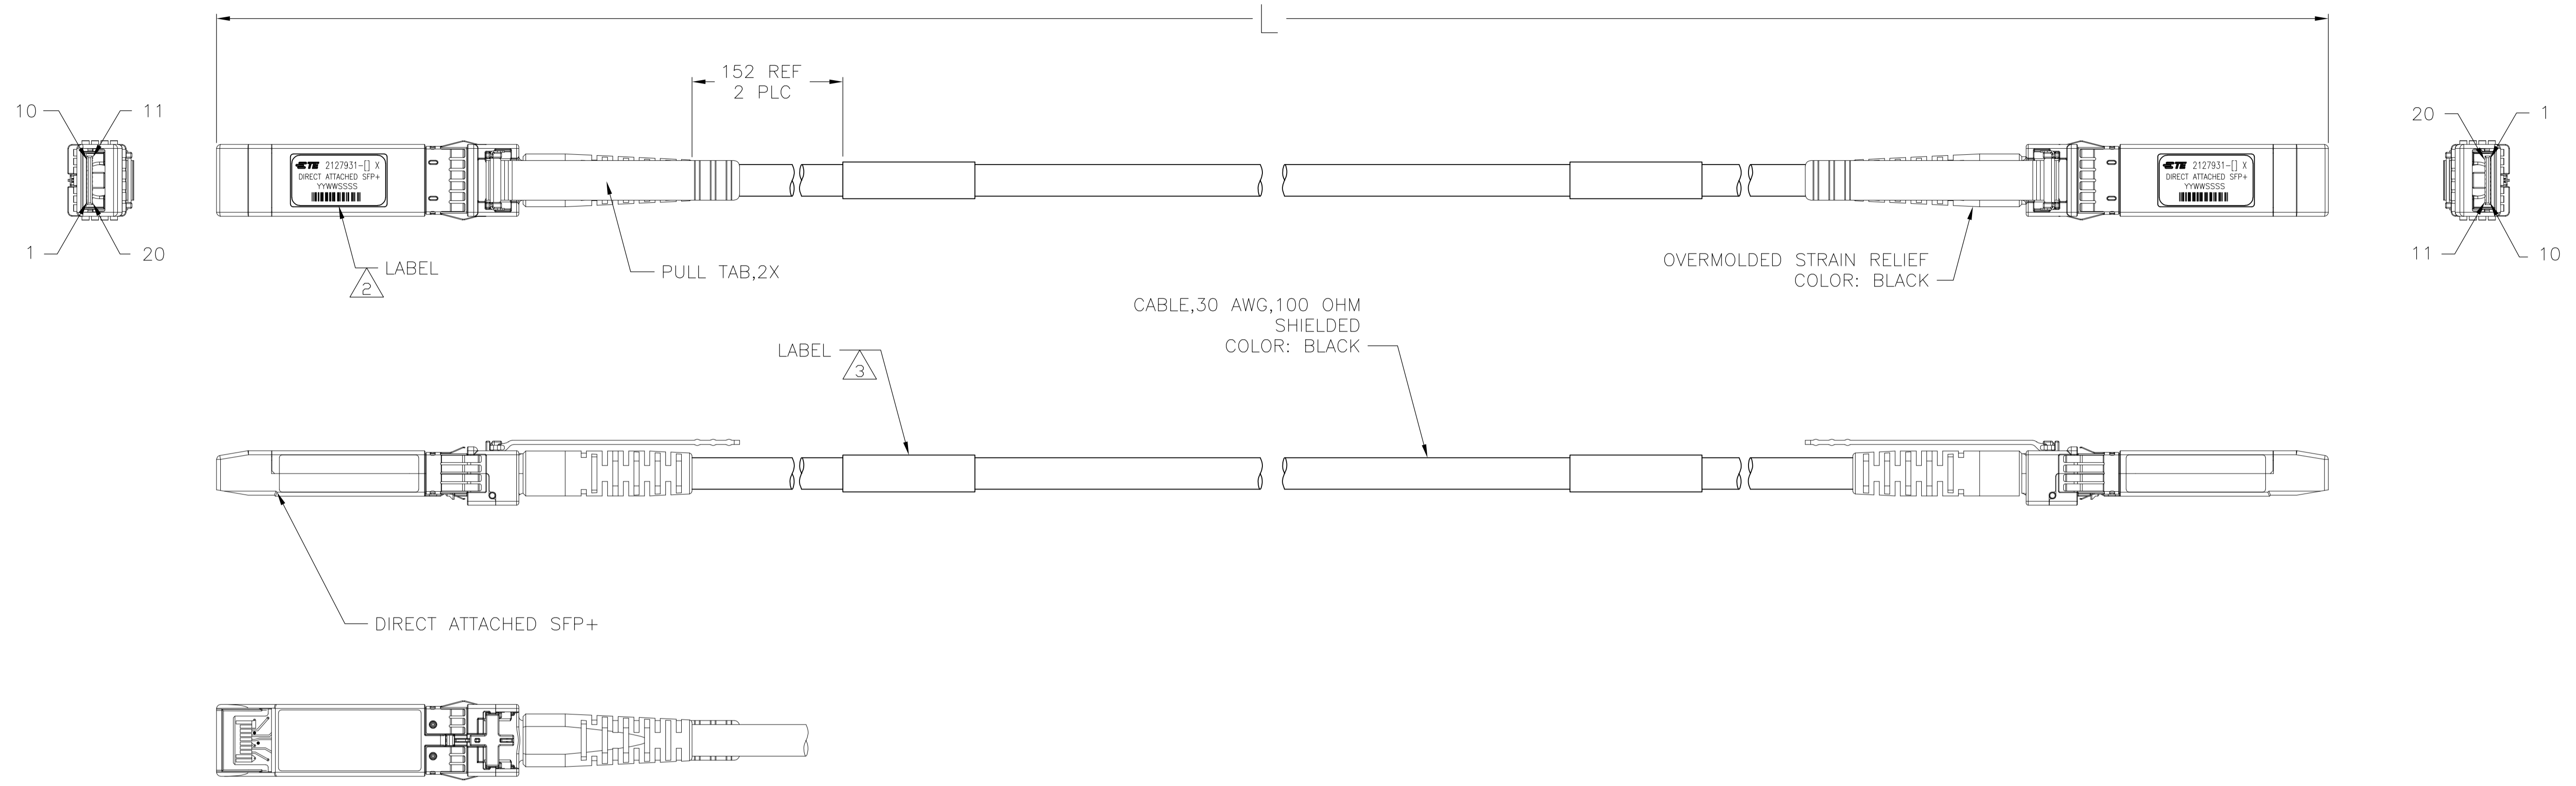 L
152 REF
2 PLC
10
11
20
1
TE 2127931-[] X
DIRECT ATTACHED SFP+
YYWWSSSS
TE 2127931-[] X
DIRECT ATTACHED SFP+
YYWWSSSS
1
20
11
10
2
LABEL
PULL TAB,2X
OVERMOLDED STRAIN RELIEF
COLOR: BLACK
CABLE,30 AWG,100 OHM
SHIELDED
COLOR: BLACK
LABEL
3
DIRECT ATTACHED SFP+